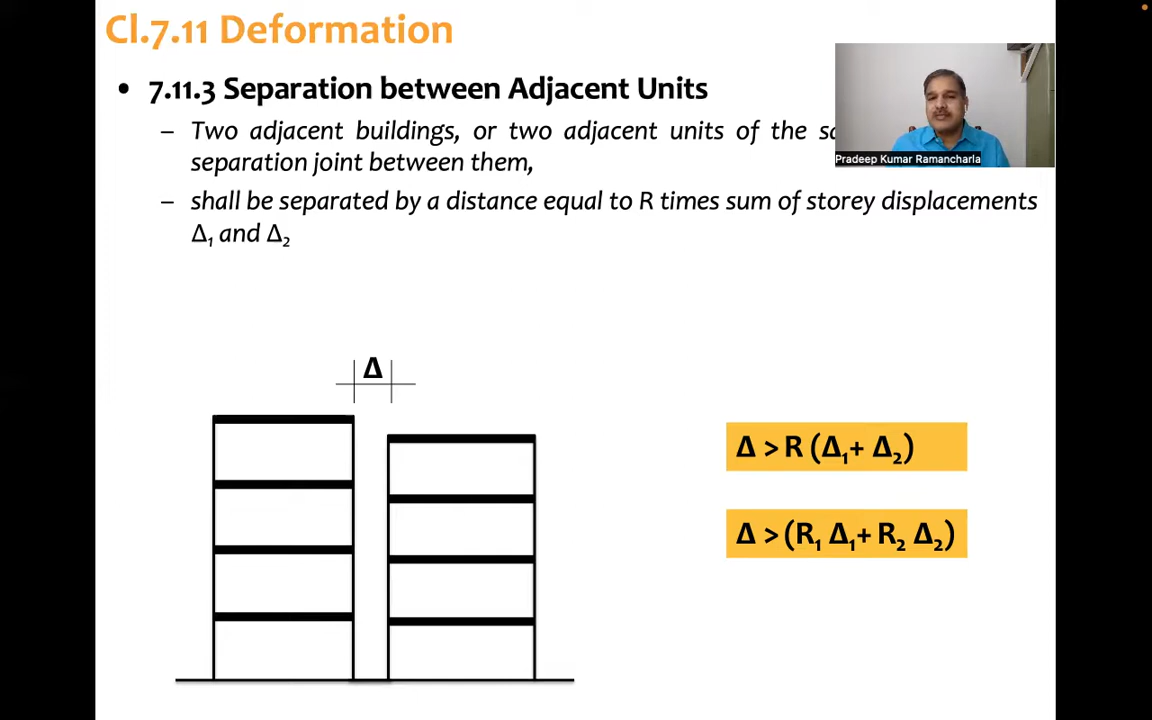 Cl.7.11 Deformation
• 7.11.3 Separation between Adjacent Units
– Two adjacent buildings, or two adjacent units of the
separation joint between them,
– shall be separated by a distance equal to R times sum of storey displacements
Δ₁ and Δ₂
Pradeep Kumar Ramancharla
Δ
Δ > R (Δ₁+ Δ₂)
Δ > (R₁ Δ₁+ R₂ Δ₂)